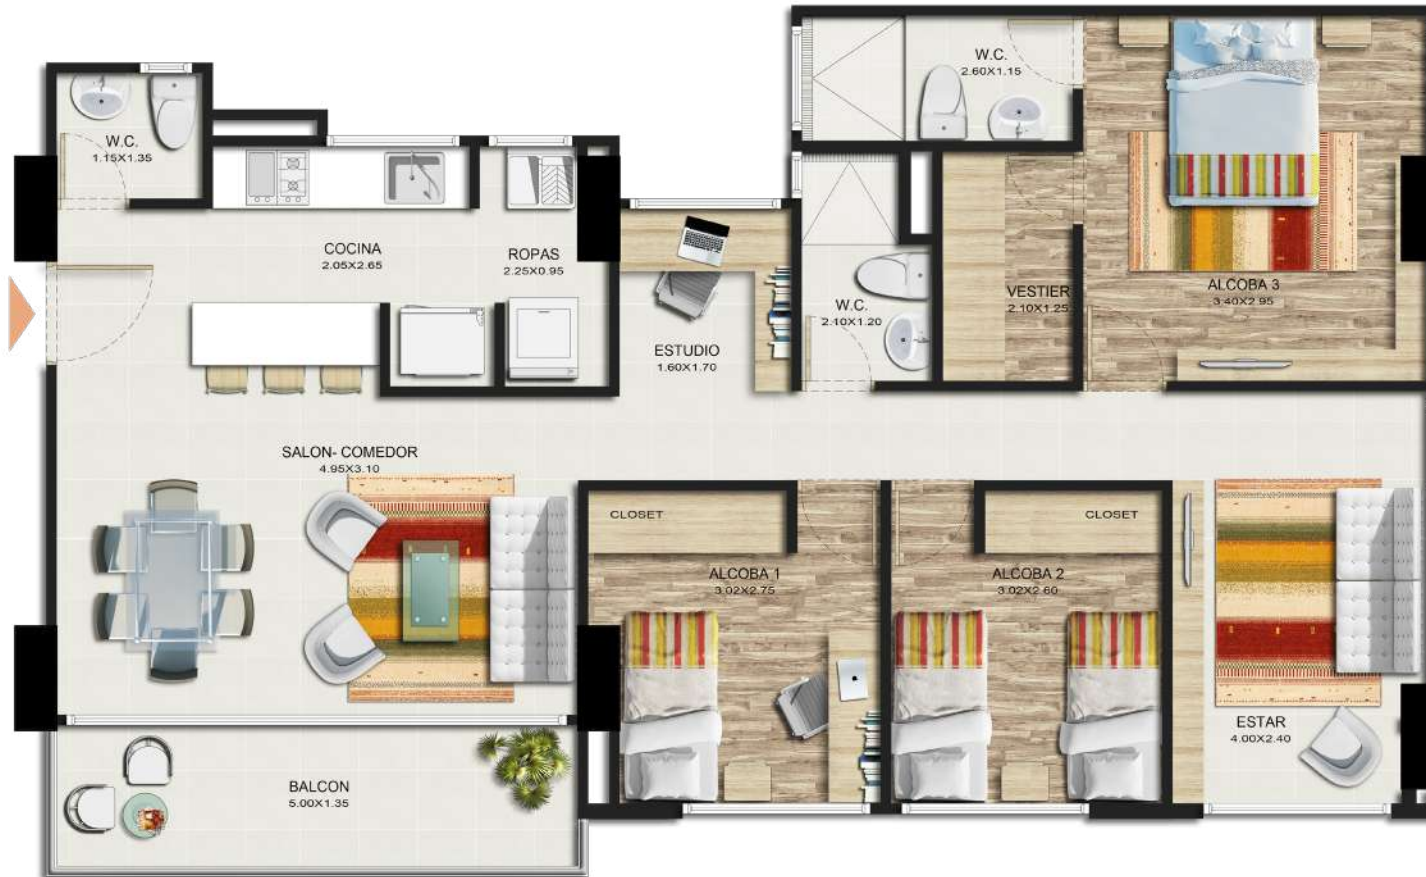 W.C.
2.60X1.15
W.C.
1.15X1.35
COCINA
2.05X2.65
ROPAS
2.25X0.95
ESTUDIO
1.60X1.70
W.C.
2.10X1.20
VESTIER
2.10X1.25
ALCOBA 3
3.40X2.95
SALON- COMEDOR
4.95X3.10
CLOSET
CLOSET
ALCOBA 1
3.02X2.75
ALCOBA 2
3.02X2.60
ESTAR
4.00X2.40
BALCON
5.00X1.35